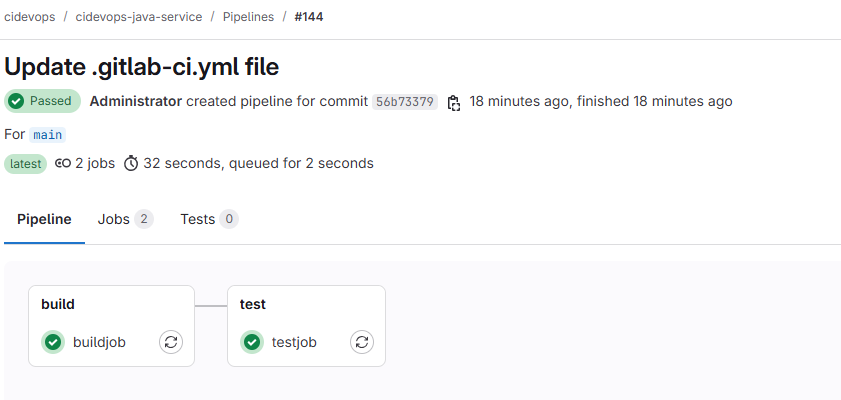 cidevops / cidevops-java-service / Pipelines / #144
Update .gitlab-ci.yml file
Passed Administrator created pipeline for commit 56b73379 18 minutes ago, finished 18 minutes ago
For main
latest 2 jobs 32 seconds, queued for 2 seconds
Pipeline Jobs 2 Tests 0
build test
buildjob testjob